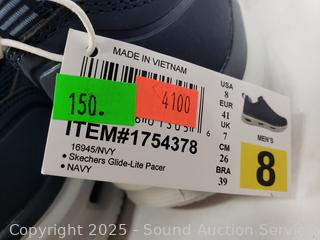 MADE IN VIETNAM
150.
4100
ITEM#1754378
16945/NVY
• Skechers Glide-Lite Pacer
• NAVY
USA
8
EUR
41
UK
7
CM
26
BRA
39
MEN'S
8
Copyright 2025 - Sound Auction Service